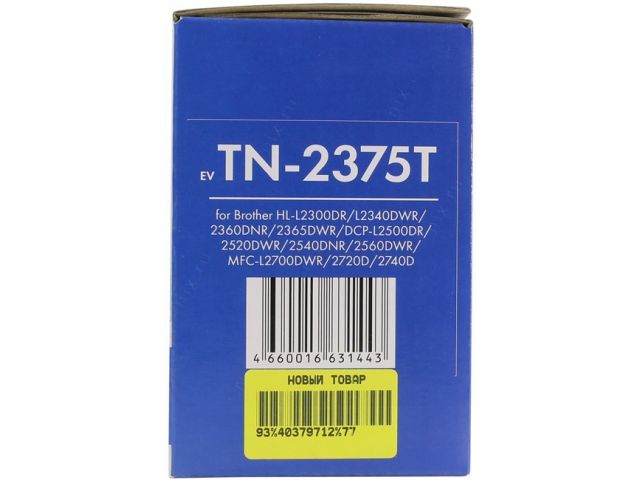 EV TN-2375T
for Brother HL-L2300DR/L2340DWR/
2360DNR/2365DWR/DCP-L2500DR/
2520DWR/2540DNR/2560DWR/
MFC-L2700DWR/2720D/2740D
4 660016 631443
НОВЫЙ ТОВАР
93%40379712%77